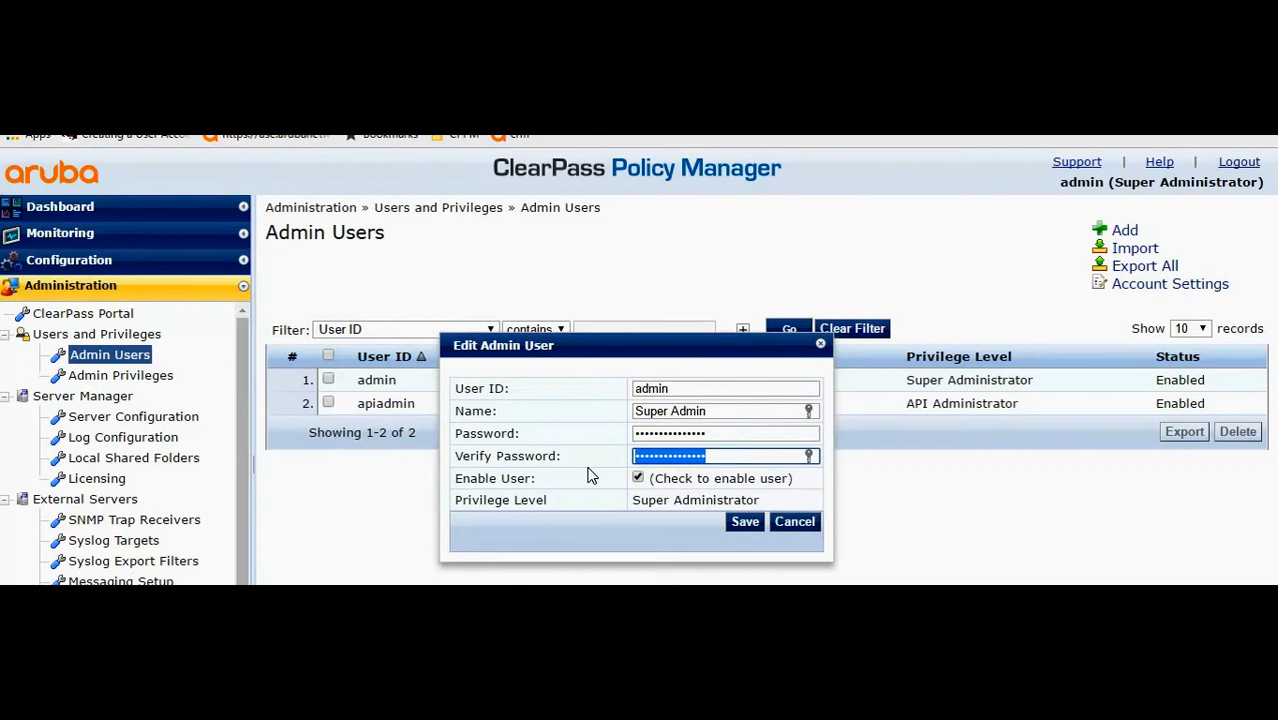 Apps Creating a User Acco Bookmarks CPPM
aruba
ClearPass Policy Manager
Support | Help | Logout
admin (Super Administrator)
Dashboard
Monitoring
Configuration
Administration
ClearPass Portal
Users and Privileges
Admin Users
Admin Privileges
Server Manager
Server Configuration
Log Configuration
Local Shared Folders
Licensing
External Servers
SNMP Trap Receivers
Syslog Targets
Syslog Export Filters
Messaging Setup
Administration » Users and Privileges » Admin Users
Admin Users
Add
Import
Export All
Account Settings
Filter: User ID contains Go Clear Filter Show 10 records
# User ID Privilege Level Status
1. admin Super Administrator Enabled
2. apiadmin API Administrator Enabled
Showing 1-2 of 2 Export Delete
Edit Admin User
User ID: admin
Name: Super Admin
Password: •••••••••••••••
Verify Password: •••••••••••••••
Enable User: (Check to enable user)
Privilege Level Super Administrator
Save Cancel